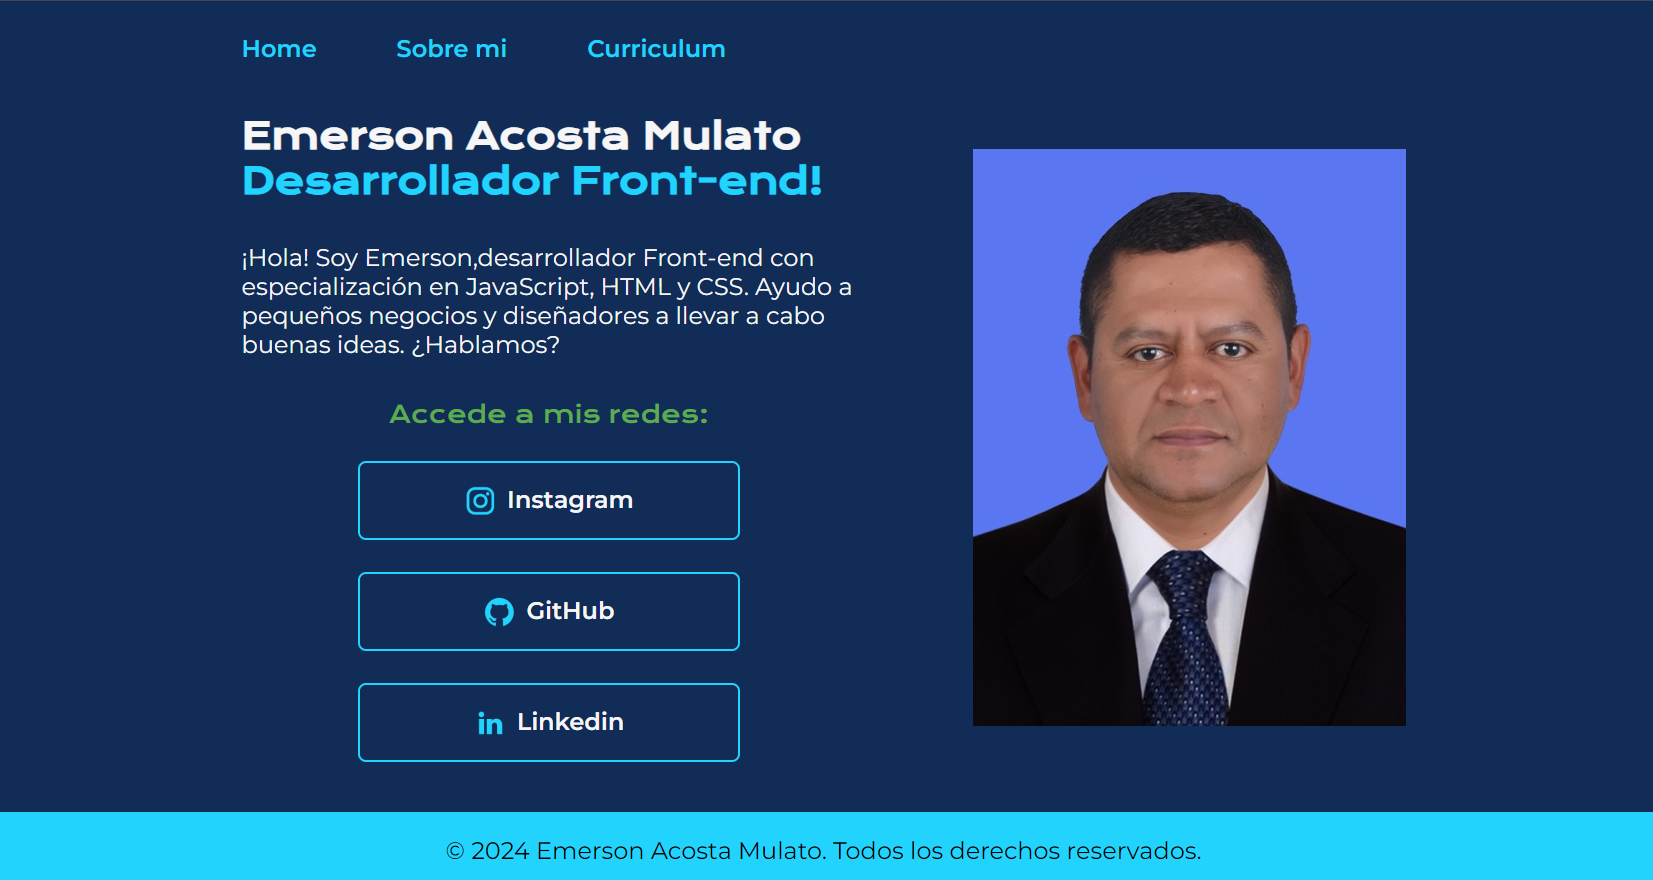 Home Sobre mi Curriculum
Emerson Acosta Mulato
Desarrollador Front-end!
¡Hola! Soy Emerson,desarrollador Front-end con
especialización en JavaScript, HTML y CSS. Ayudo a
pequeños negocios y diseñadores a llevar a cabo
buenas ideas. ¿Hablamos?
Accede a mis redes:
Instagram
GitHub
Linkedin
© 2024 Emerson Acosta Mulato. Todos los derechos reservados.